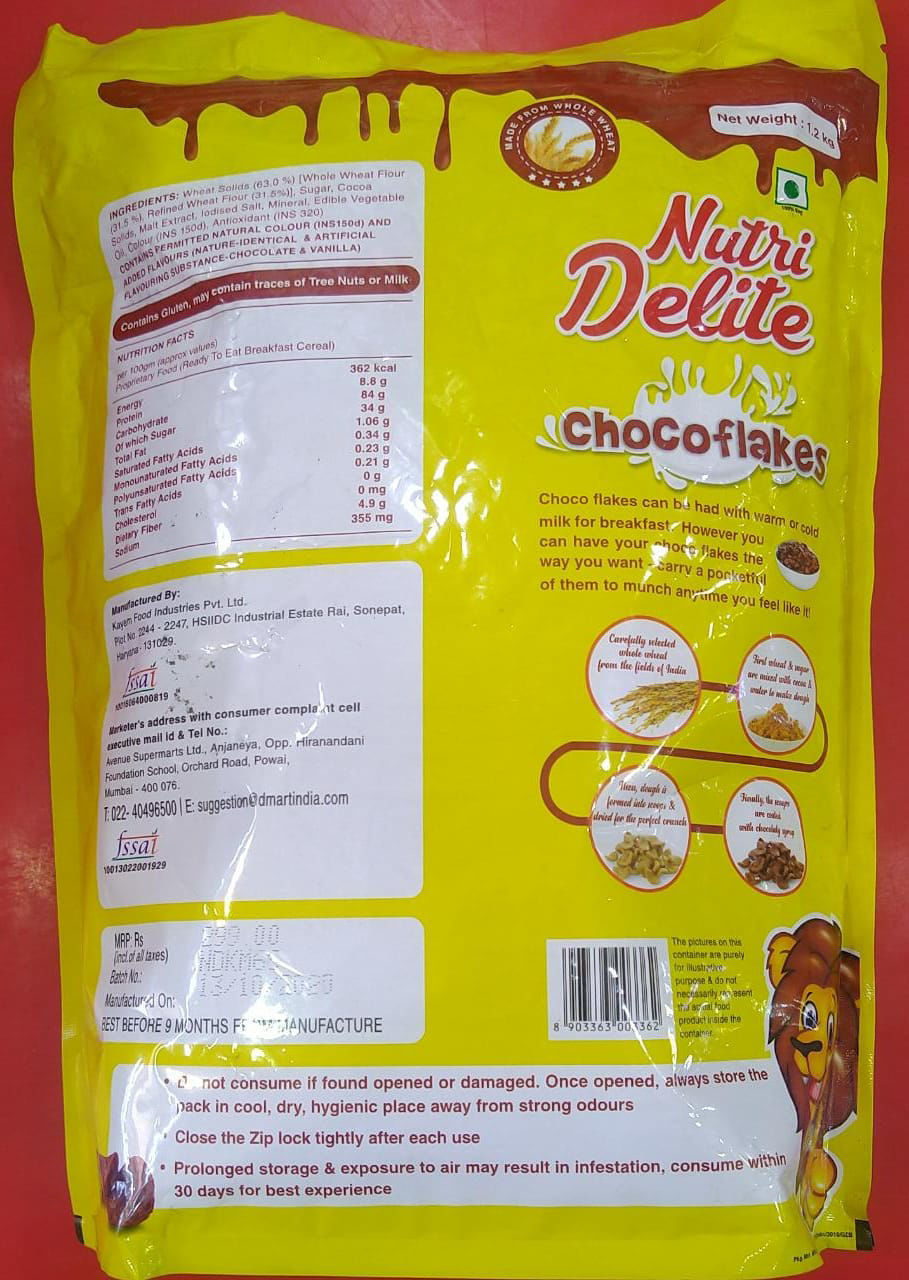 MADE FROM WHOLE WHEAT
Net Weight : 1.2 kg
INGREDIENTS: Wheat Solids (63.0 %) [Whole Wheat Flour
(31.5 %), Refined Wheat Flour (31.5%)], Sugar, Cocoa
Solids, Malt Extract, Iodised Salt, Mineral, Edible Vegetable
Oil, Colour (INS 150d), Antioxidant (INS 320)
CONTAINS PERMITTED NATURAL COLOUR (INS150d) AND
ADDED FLAVOURS (NATURE-IDENTICAL & ARTIFICIAL
FLAVOURING SUBSTANCE-CHOCOLATE & VANILLA)
Contains Gluten, may contain traces of Tree Nuts or Milk
NUTRITION FACTS
per 100gm (approx values)
Proprietary Food (Ready To Eat Breakfast Cereal)
Energy 362 kcal
Protein 8.8 g
Carbohydrate 84 g
Of which Sugar 34 g
Total Fat 1.06 g
Saturated Fatty Acids 0.34 g
Monounaturated Fatty Acids 0.23 g
Polyunsaturated Fatty Acids 0.21 g
Trans Fatty Acids 0 g
Cholesterol 0 mg
Dietary Fiber 4.9 g
Sodium 355 mg
Manufactured By:
Kayem Food Industries Pvt. Ltd.
Plot No. 2244 - 2247, HSIIDC Industrial Estate Rai, Sonepat,
Haryana - 131029.
fssai
10016064000819
Marketer's address with consumer complaint cell
executive mail id & Tel No.:
Avenue Supermarts Ltd., Anjaneya, Opp. Hiranandani
Foundation School, Orchard Road, Powai,
Mumbai - 400 076.
T: 022- 40496500 | E: suggestion@dmartindia.com
fssai
10013022001929
MRP: Rs
(incl.of all taxes)
Batch No.:
Manufactured On: 13/10/2020
BEST BEFORE 9 MONTHS MANUFACTURE
Nutri
Delite
Chocoflakes
Choco flakes can be had with warm or cold
milk for breakfast. However you
can have your choco flakes the
way you want - carry a pocketful
of them to munch anytime you feel like it!
Carefully selected
whole wheat
from the fields of India
First wheat & sugar
are mixed with cocoa &
water to make dough
Then, dough is
formed into scoops &
dried for the perfect crunch
Finally, the scoops
are coated
with chocolaty syrup
8 903363 003362
The pictures on this
container are purely
for illustrative
purpose & do not
necessarily represent
the actual food
product inside the
container.
• Do not consume if found opened or damaged. Once opened, always store the
pack in cool, dry, hygienic place away from strong odours
• Close the Zip lock tightly after each use
• Prolonged storage & exposure to air may result in infestation, consume within
30 days for best experience